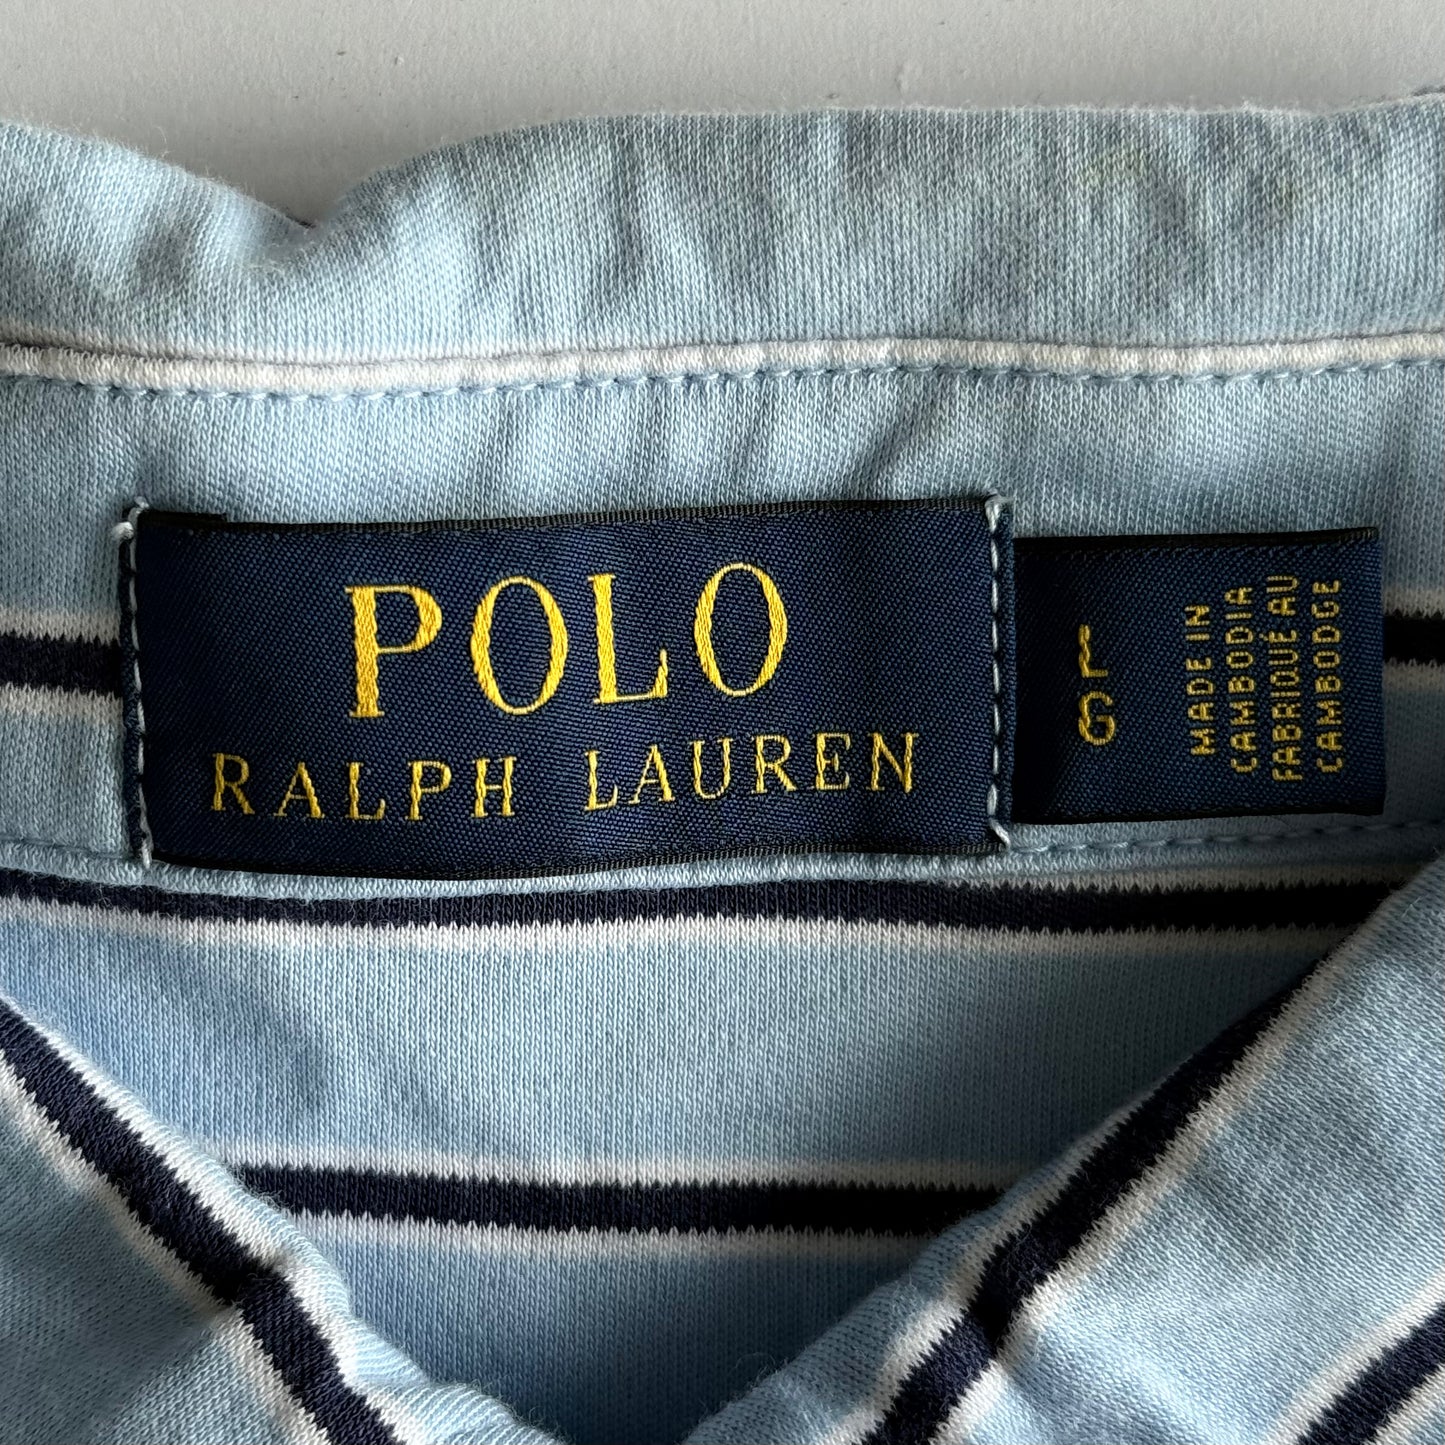 POLO
RALPH LAUREN
L G
MADE IN
CAMBODIA
FABRIQUÉ AU
CAMBODGE